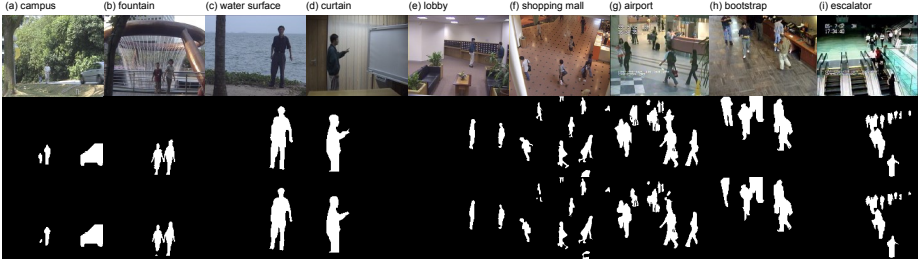 (a) campus
(b) fountain
(c) water surface
(d) curtain
(e) lobby
(f) shopping mall
(g) airport
(h) bootstrap
(i) escalator